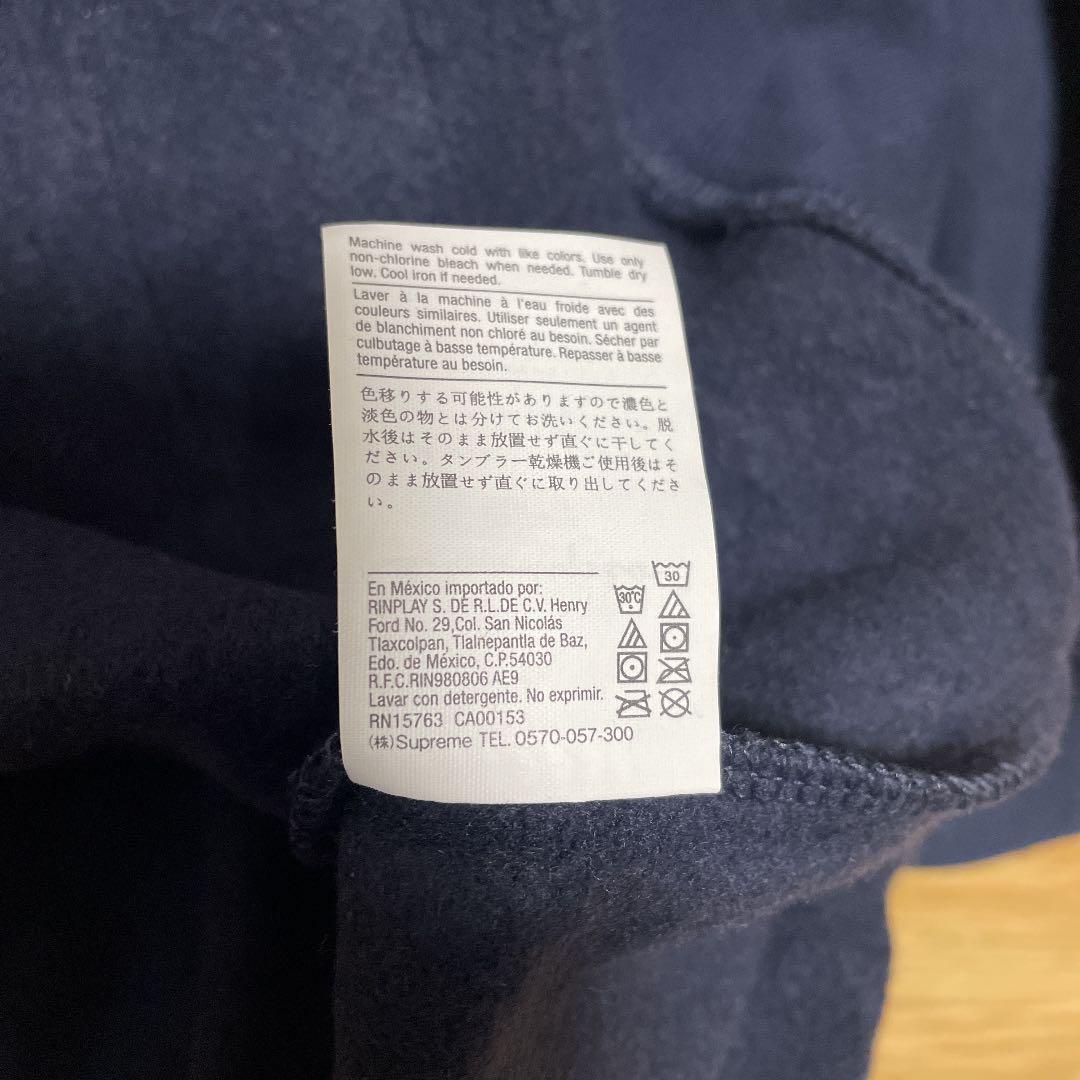 Machine wash cold with like colors. Use only
non-chlorine bleach when needed. Tumble dry
low. Cool iron if needed.
Laver à la machine à l'eau froide avec des
couleurs similaires. Utiliser seulement un agent
de blanchiment non chloré au besoin. Sécher par
culbutage à basse température. Repasser à basse
température au besoin.
色移りする可能性がありますので濃色と
淡色の物とは分けてお洗いください。脱
水後はそのまま放置せず直ぐに干してく
ださい。タンブラー乾燥機ご使用後はそ
のまま放置せず直ぐに取り出してくださ
い。
En México importado por:
RINPLAY S. DE R.L.DE C.V. Henry
Ford No. 29,Col. San Nicolás
Tlaxcolpan, Tlalnepantla de Baz,
Edo. de México, C.P.54030
R.F.C.RIN980806 AE9
Lavar con detergente. No exprimir.
RN15763 CA00153
(株)Supreme TEL. 0570-057-300
30°C
30